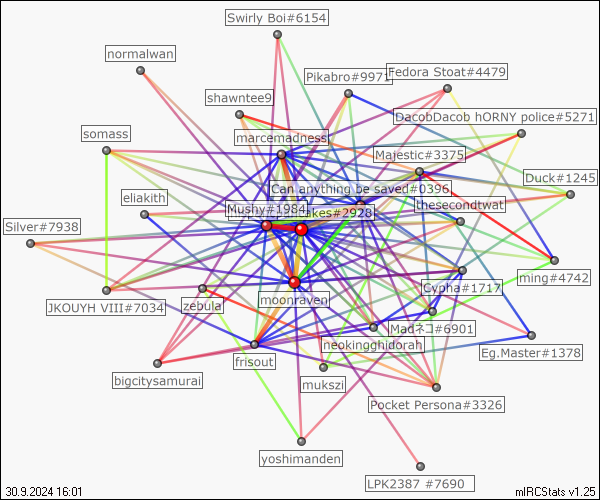 Swirly Boi#6154
normalwan
Pikabro#9971
Fedora Stoat#4479
shawntee9
DacobDacob hORNY police#5271
somass
marcemadness
Majestic#3375
Duck#1245
Can anything be saved#0396
eliakith
Mushy#1984
akes#2928
thesecondtwat
Silver#7938
ming#4742
Cypha#1717
JKOUYH VIII#7034
zebula
moonraven
Madネコ#6901
neokingghidorah
Eg.Master#1378
frisout
bigcitysamurai
mukszi
Pocket Persona#3326
yoshimanden
LPK2387 #7690
30.9.2024 16:01
mIRCStats v1.25